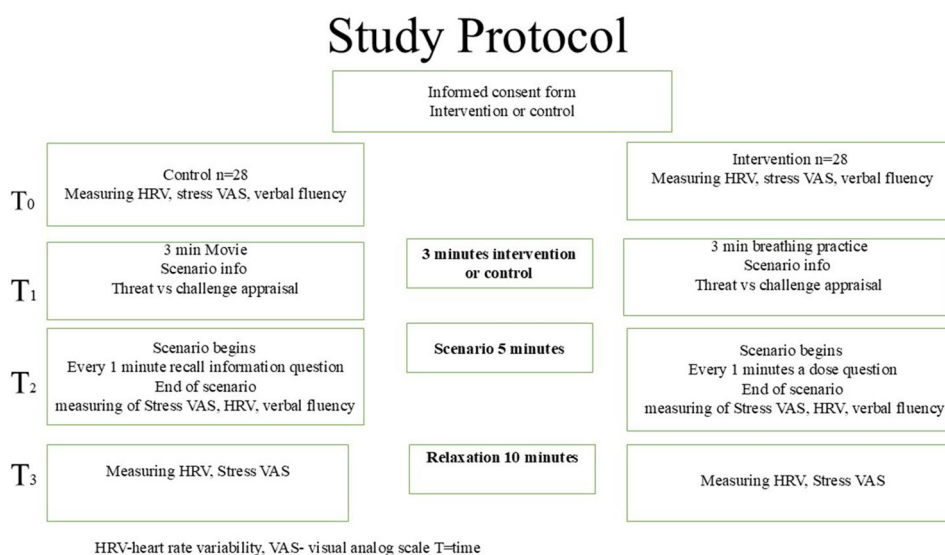 Study Protocol
Informed consent form
Intervention or control
T0
Control n=28
Measuring HRV, stress VAS, verbal fluency
Intervention n=28
Measuring HRV, stress VAS, verbal fluency
T1
3 min Movie
Scenario info
Threat vs challenge appraisal
3 minutes intervention
or control
3 min breathing practice
Scenario info
Threat vs challenge appraisal
T2
Scenario begins
Every 1 minute recall information question
End of scenario
measuring of Stress VAS, HRV, verbal fluency
Scenario 5 minutes
Scenario begins
Every 1 minutes a dose question
End of scenario
measuring of Stress VAS, HRV, verbal fluency
T3
Measuring HRV, Stress VAS
Relaxation 10 minutes
Measuring HRV, Stress VAS
HRV-heart rate variability, VAS- visual analog scale T=time